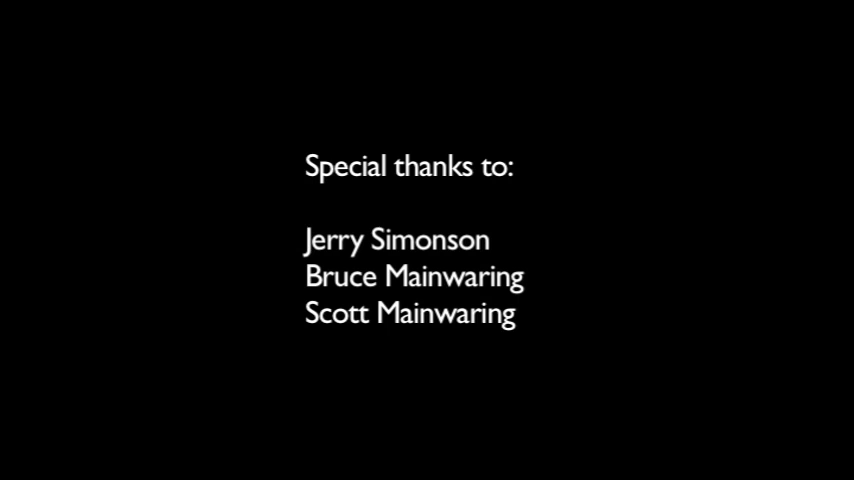 Special thanks to:
Jerry Simonson
Bruce Mainwaring
Scott Mainwaring